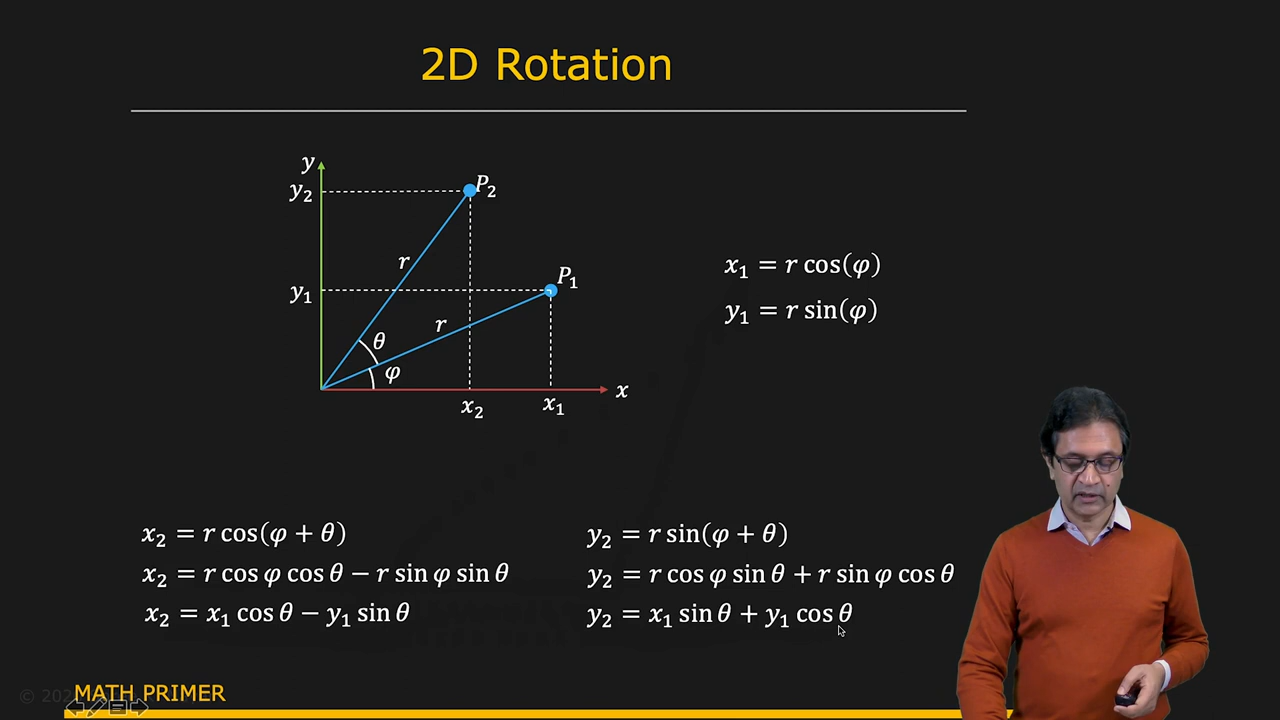 2D Rotation
y
y₂
P₂
r
P₁
y₁
r
θ
φ
x
x₂
x₁
x₁ = r cos(φ)
y₁ = r sin(φ)
x₂ = r cos(φ + θ)
x₂ = r cos φ cos θ − r sin φ sin θ
x₂ = x₁ cos θ − y₁ sin θ
y₂ = r sin(φ + θ)
y₂ = r cos φ sin θ + r sin φ cos θ
y₂ = x₁ sin θ + y₁ cos θ
© MATH PRIMER